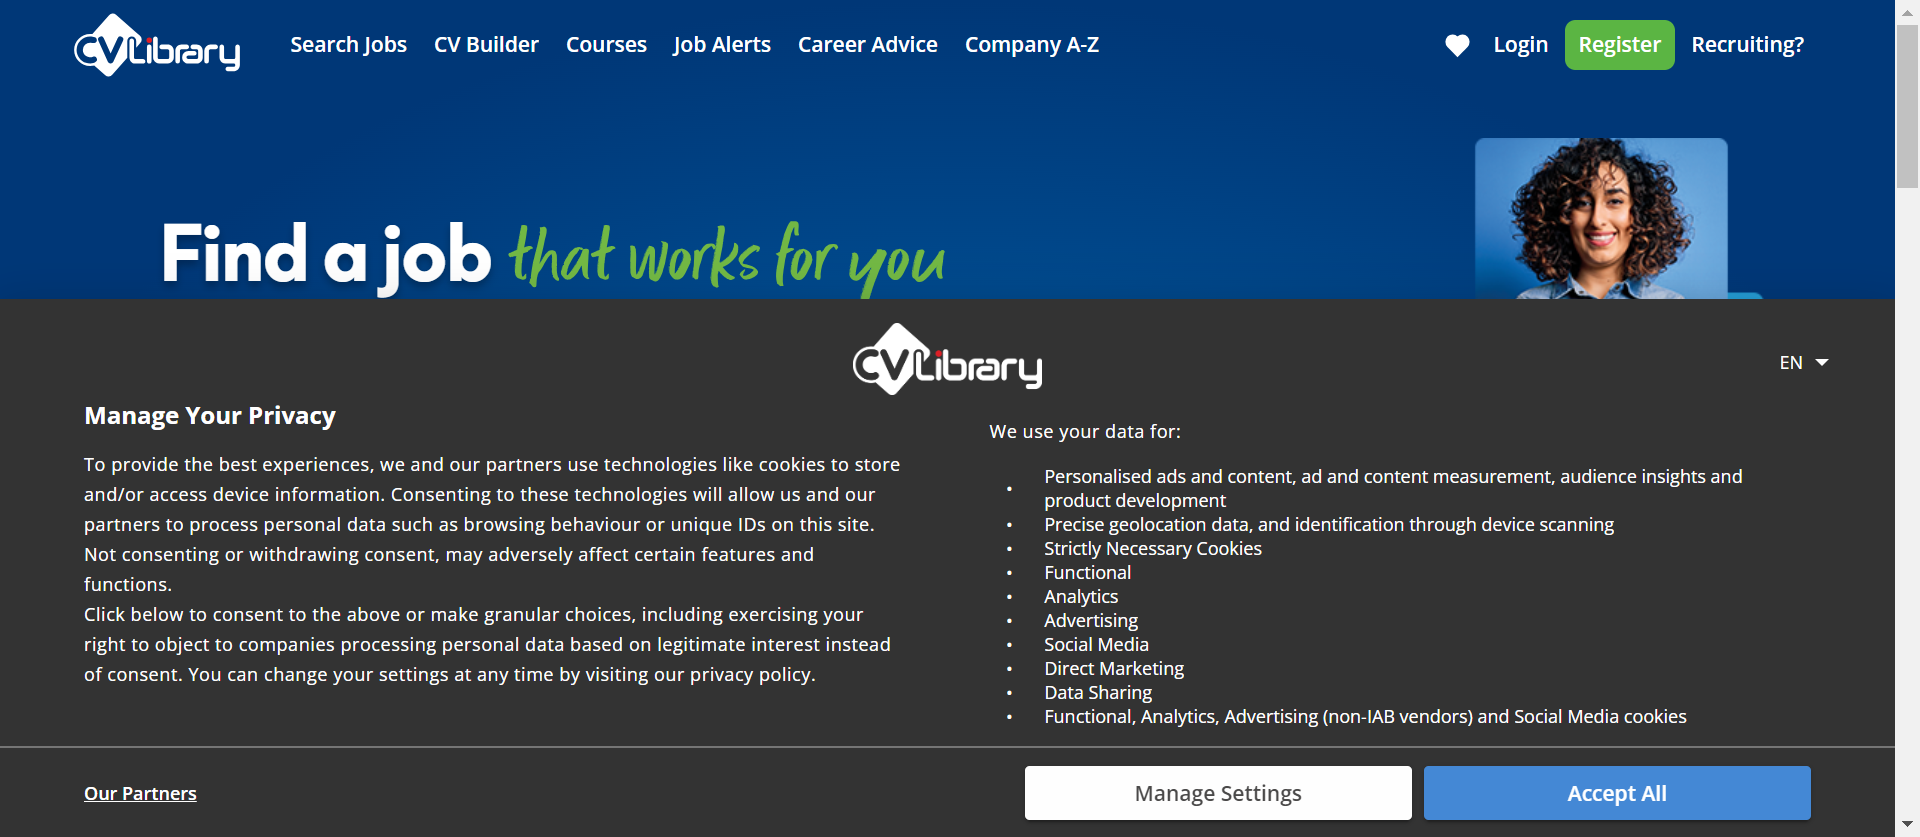 CVLibrary
Search Jobs
CV Builder
Courses
Job Alerts
Career Advice
Company A-Z
Login
Register
Recruiting?
Find a job that works for you
CVLibrary
EN
Manage Your Privacy
To provide the best experiences, we and our partners use technologies like cookies to store
and/or access device information. Consenting to these technologies will allow us and our
partners to process personal data such as browsing behaviour or unique IDs on this site.
Not consenting or withdrawing consent, may adversely affect certain features and
functions.
Click below to consent to the above or make granular choices, including exercising your
right to object to companies processing personal data based on legitimate interest instead
of consent. You can change your settings at any time by visiting our privacy policy.
We use your data for:
• Personalised ads and content, ad and content measurement, audience insights and
product development
• Precise geolocation data, and identification through device scanning
• Strictly Necessary Cookies
• Functional
• Analytics
• Advertising
• Social Media
• Direct Marketing
• Data Sharing
• Functional, Analytics, Advertising (non-IAB vendors) and Social Media cookies
Our Partners
Manage Settings
Accept All